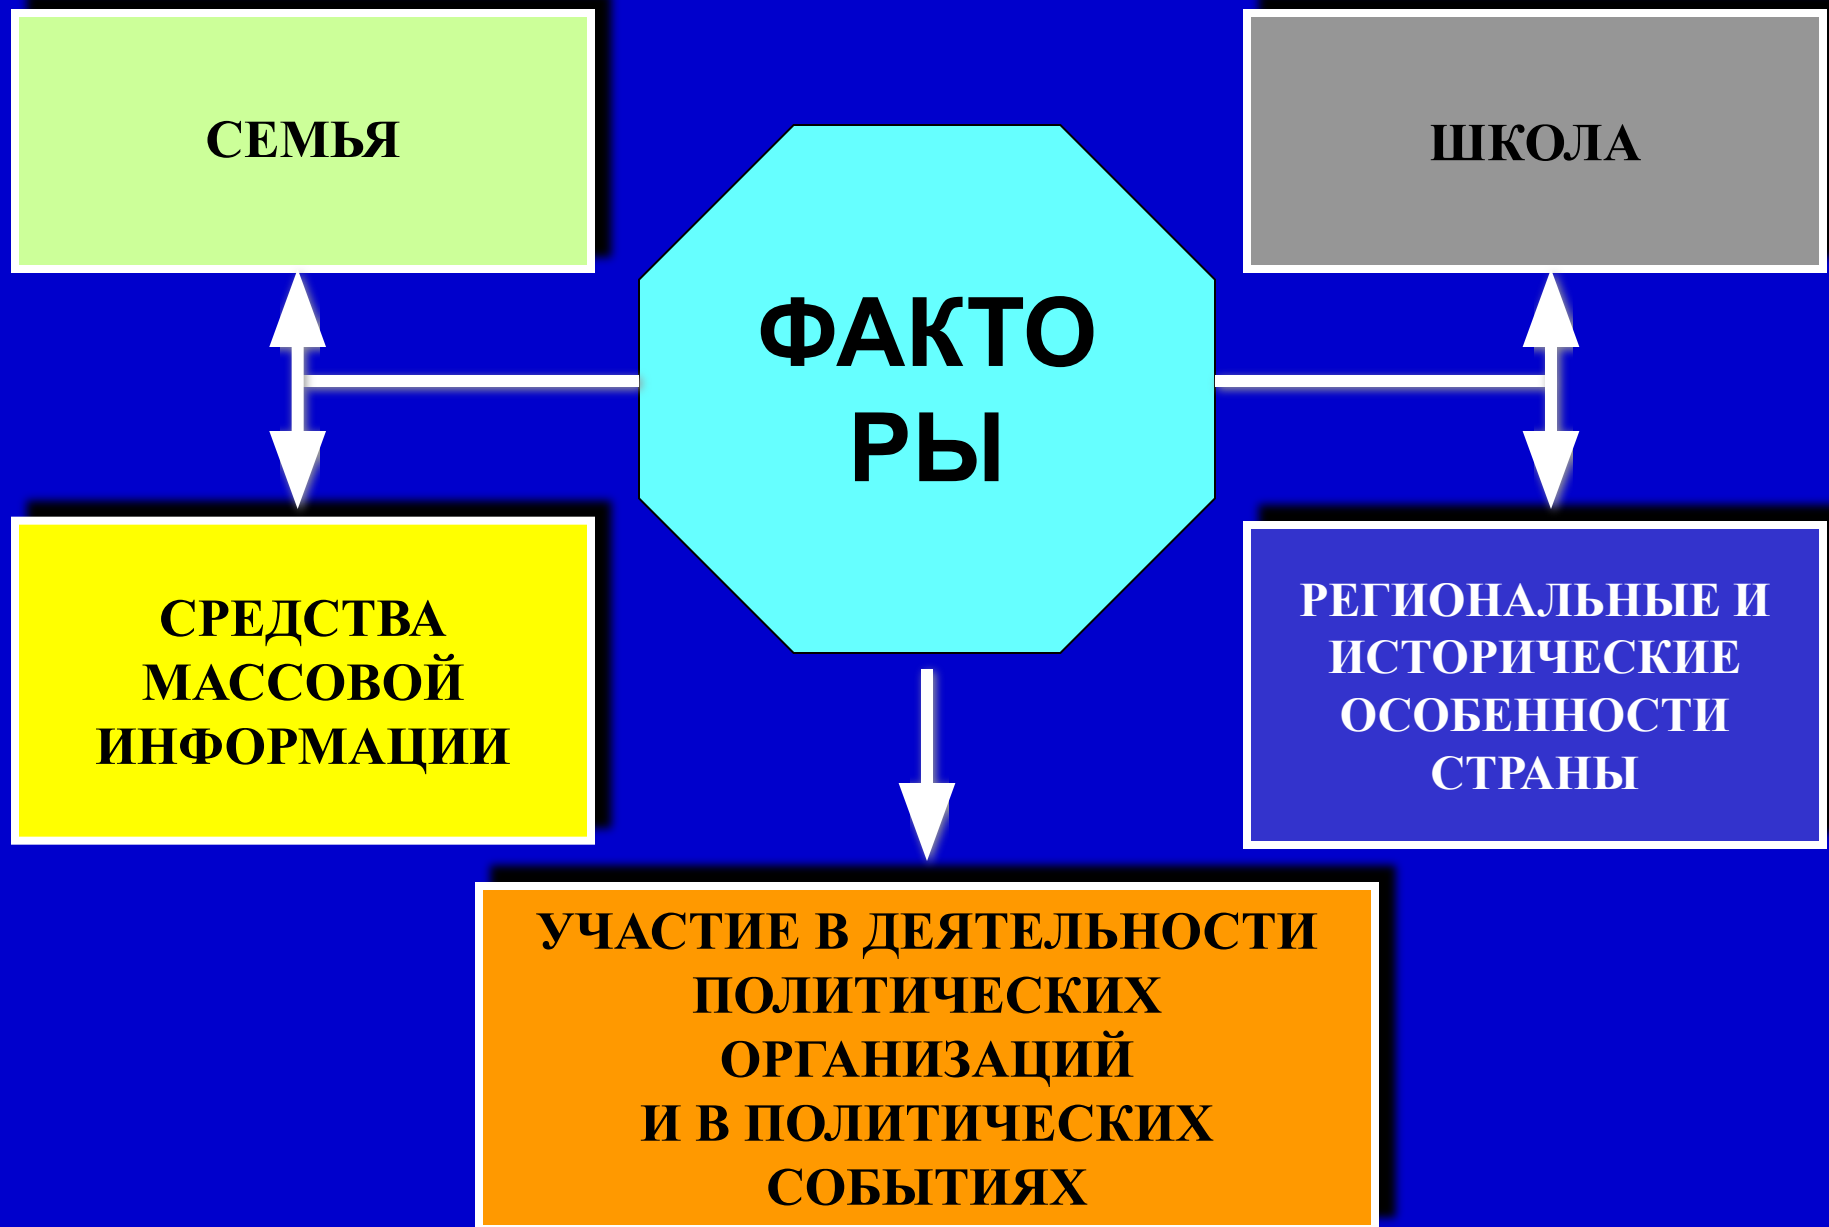 СЕМЬЯ
ШКОЛА
ФАКТО
РЫ
СРЕДСТВА
МАССОВОЙ
ИНФОРМАЦИИ
РЕГИОНАЛЬНЫЕ И
ИСТОРИЧЕСКИЕ
ОСОБЕННОСТИ
СТРАНЫ
УЧАСТИЕ В ДЕЯТЕЛЬНОСТИ
ПОЛИТИЧЕСКИХ
ОРГАНИЗАЦИЙ
И В ПОЛИТИЧЕСКИХ
СОБЫТИЯХ